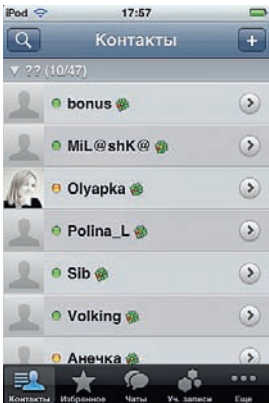 iPod 17:57
Контакты
?? (10/47)
bonus
MiL@shK@
Olyapka
Polina_L
Sib
Volking
Анечка
Контакты Избранное Чаты Уч. записи Еще